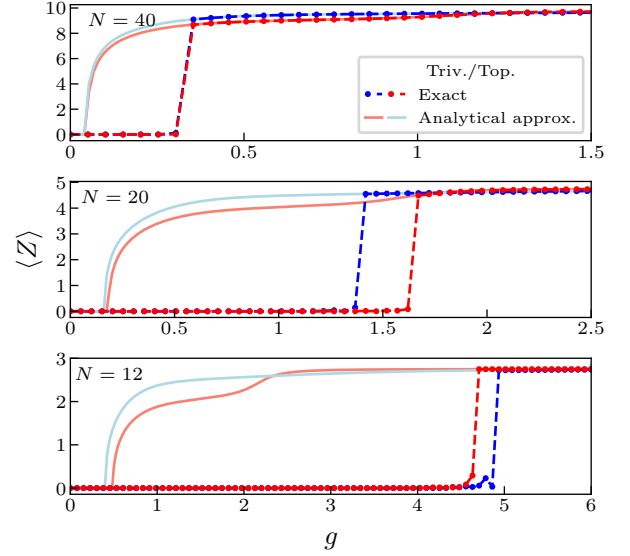 10
8
6
4
2
0
N = 40
Triv./Top.
Exact
Analytical approx.
0 0.5 1 1.5
5
4
3
2
1
0
N = 20
⟨Z⟩
0 0.5 1 1.5 2 2.5
3
2
1
0
N = 12
0 1 2 3 4 5 6
g